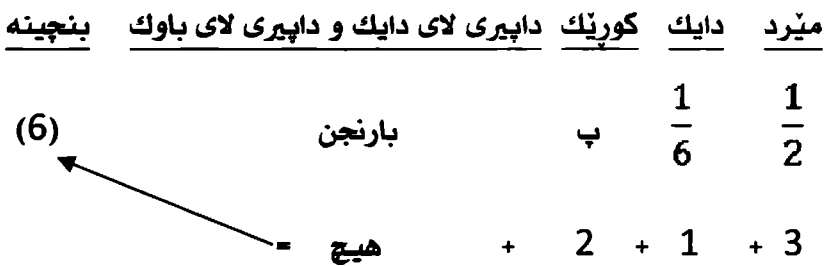 مێرد دایك كوڕێك داپیری لای دایك و داپیری لای باوك بنچینه
1/2 1/6 پ بارنجن (6)
3 + 1 + 2 + هیچ =